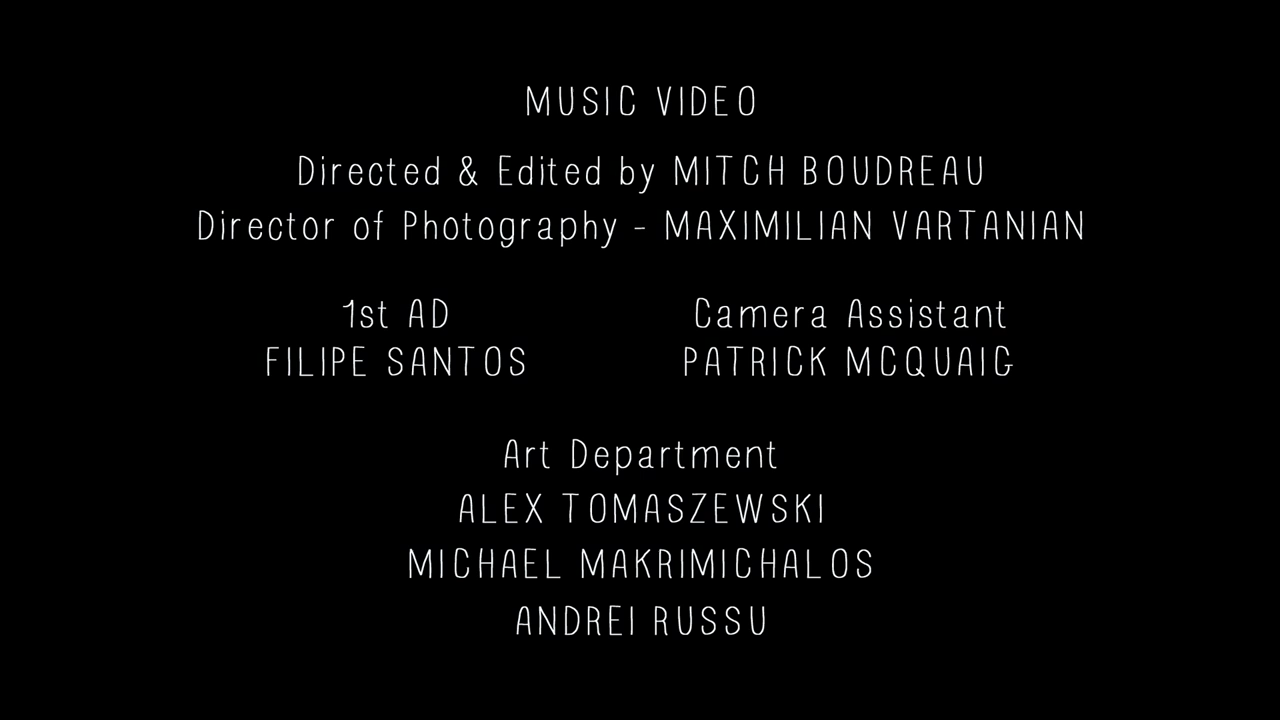 MUSIC VIDEO
Directed & Edited by MITCH BOUDREAU
Director of Photography - MAXIMILIAN VARTANIAN
1st AD
FILIPE SANTOS
Camera Assistant
PATRICK MCQUAIG
Art Department
ALEX TOMASZEWSKI
MICHAEL MAKRIMICHALOS
ANDREI RUSSU